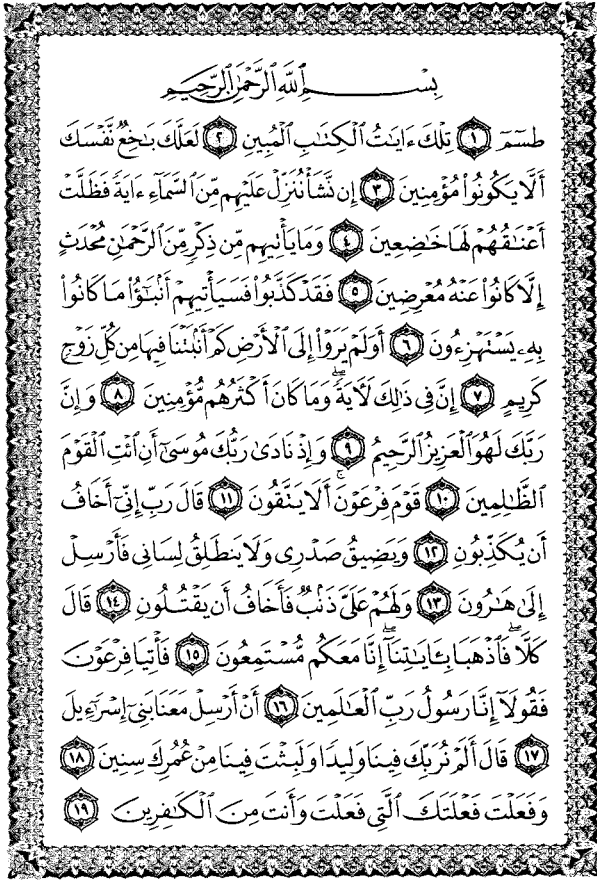 بِسْمِ ٱللَّهِ ٱلرَّحْمَٰنِ ٱلرَّحِيمِ
طسٓمٓ ١ تِلْكَ ءَايَٰتُ ٱلْكِتَٰبِ ٱلْمُبِينِ ٢ لَعَلَّكَ بَٰخِعٌ نَّفْسَكَ
أَلَّا يَكُونُوا۟ مُؤْمِنِينَ ٣ إِن نَّشَأْ نُنَزِّلْ عَلَيْهِم مِّنَ ٱلسَّمَآءِ ءَايَةً فَظَلَّتْ
أَعْنَٰقُهُمْ لَهَا خَٰضِعِينَ ٤ وَمَا يَأْتِيهِم مِّن ذِكْرٍ مِّنَ ٱلرَّحْمَٰنِ مُحْدَثٍ
إِلَّا كَانُوا۟ عَنْهُ مُعْرِضِينَ ٥ فَقَدْ كَذَّبُوا۟ فَسَيَأْتِيهِمْ أَنۢبَٰٓؤُا۟ مَا كَانُوا۟
بِهِۦ يَسْتَهْزِءُونَ ٦ أَوَلَمْ يَرَوْا۟ إِلَى ٱلْأَرْضِ كَمْ أَنۢبَتْنَا فِيهَا مِن كُلِّ زَوْجٍ
كَرِيمٍ ٧ إِنَّ فِى ذَٰلِكَ لَءَايَةً ۖ وَمَا كَانَ أَكْثَرُهُم مُّؤْمِنِينَ ٨ وَإِنَّ
رَبَّكَ لَهُوَ ٱلْعَزِيزُ ٱلرَّحِيمُ ٩ وَإِذْ نَادَىٰ رَبُّكَ مُوسَىٰٓ أَنِ ٱئْتِ ٱلْقَوْمَ
ٱلظَّٰلِمِينَ ١٠ قَوْمَ فِرْعَوْنَ ۚ أَلَا يَتَّقُونَ ١١ قَالَ رَبِّ إِنِّىٓ أَخَافُ
أَن يُكَذِّبُونِ ١٢ وَيَضِيقُ صَدْرِى وَلَا يَنطَلِقُ لِسَانِى فَأَرْسِلْ
إِلَىٰ هَٰرُونَ ١٣ وَلَهُمْ عَلَىَّ ذَنۢبٌ فَأَخَافُ أَن يَقْتُلُونِ ١٤ قَالَ
كَلَّا ۖ فَٱذْهَبَا بِـَٔايَٰتِنَآ ۖ إِنَّا مَعَكُم مُّسْتَمِعُونَ ١٥ فَأْتِيَا فِرْعَوْنَ
فَقُولَآ إِنَّا رَسُولُ رَبِّ ٱلْعَٰلَمِينَ ١٦ أَنْ أَرْسِلْ مَعَنَا بَنِىٓ إِسْرَٰٓءِيلَ
١٧ قَالَ أَلَمْ نُرَبِّكَ فِينَا وَلِيدًا وَلَبِثْتَ فِينَا مِنْ عُمُرِكَ سِنِينَ ١٨
وَفَعَلْتَ فَعْلَتَكَ ٱلَّتِى فَعَلْتَ وَأَنتَ مِنَ ٱلْكَٰفِرِينَ ١٩